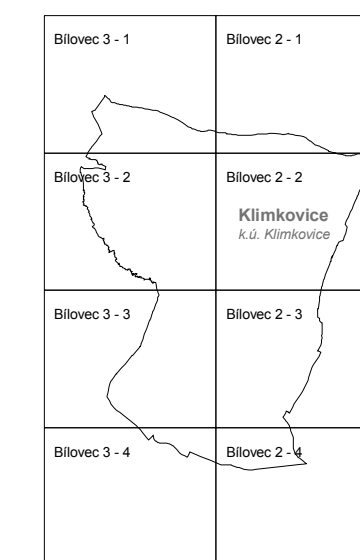 Bílovec 3 - 1
Bílovec 2 - 1
Bílovec 3 - 2
Bílovec 2 - 2
Klimkovice
k.ú. Klimkovice
Bílovec 3 - 3
Bílovec 2 - 3
Bílovec 3 - 4
Bílovec 2 - 4